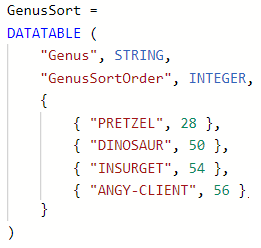 GenusSort =
DATATABLE (
"Genus", STRING,
"GenusSortOrder", INTEGER,
{
{ "PRETZEL", 28 },
{ "DINOSAUR", 50 },
{ "INSURGET", 54 },
{ "ANGY-CLIENT", 56 }
}
)